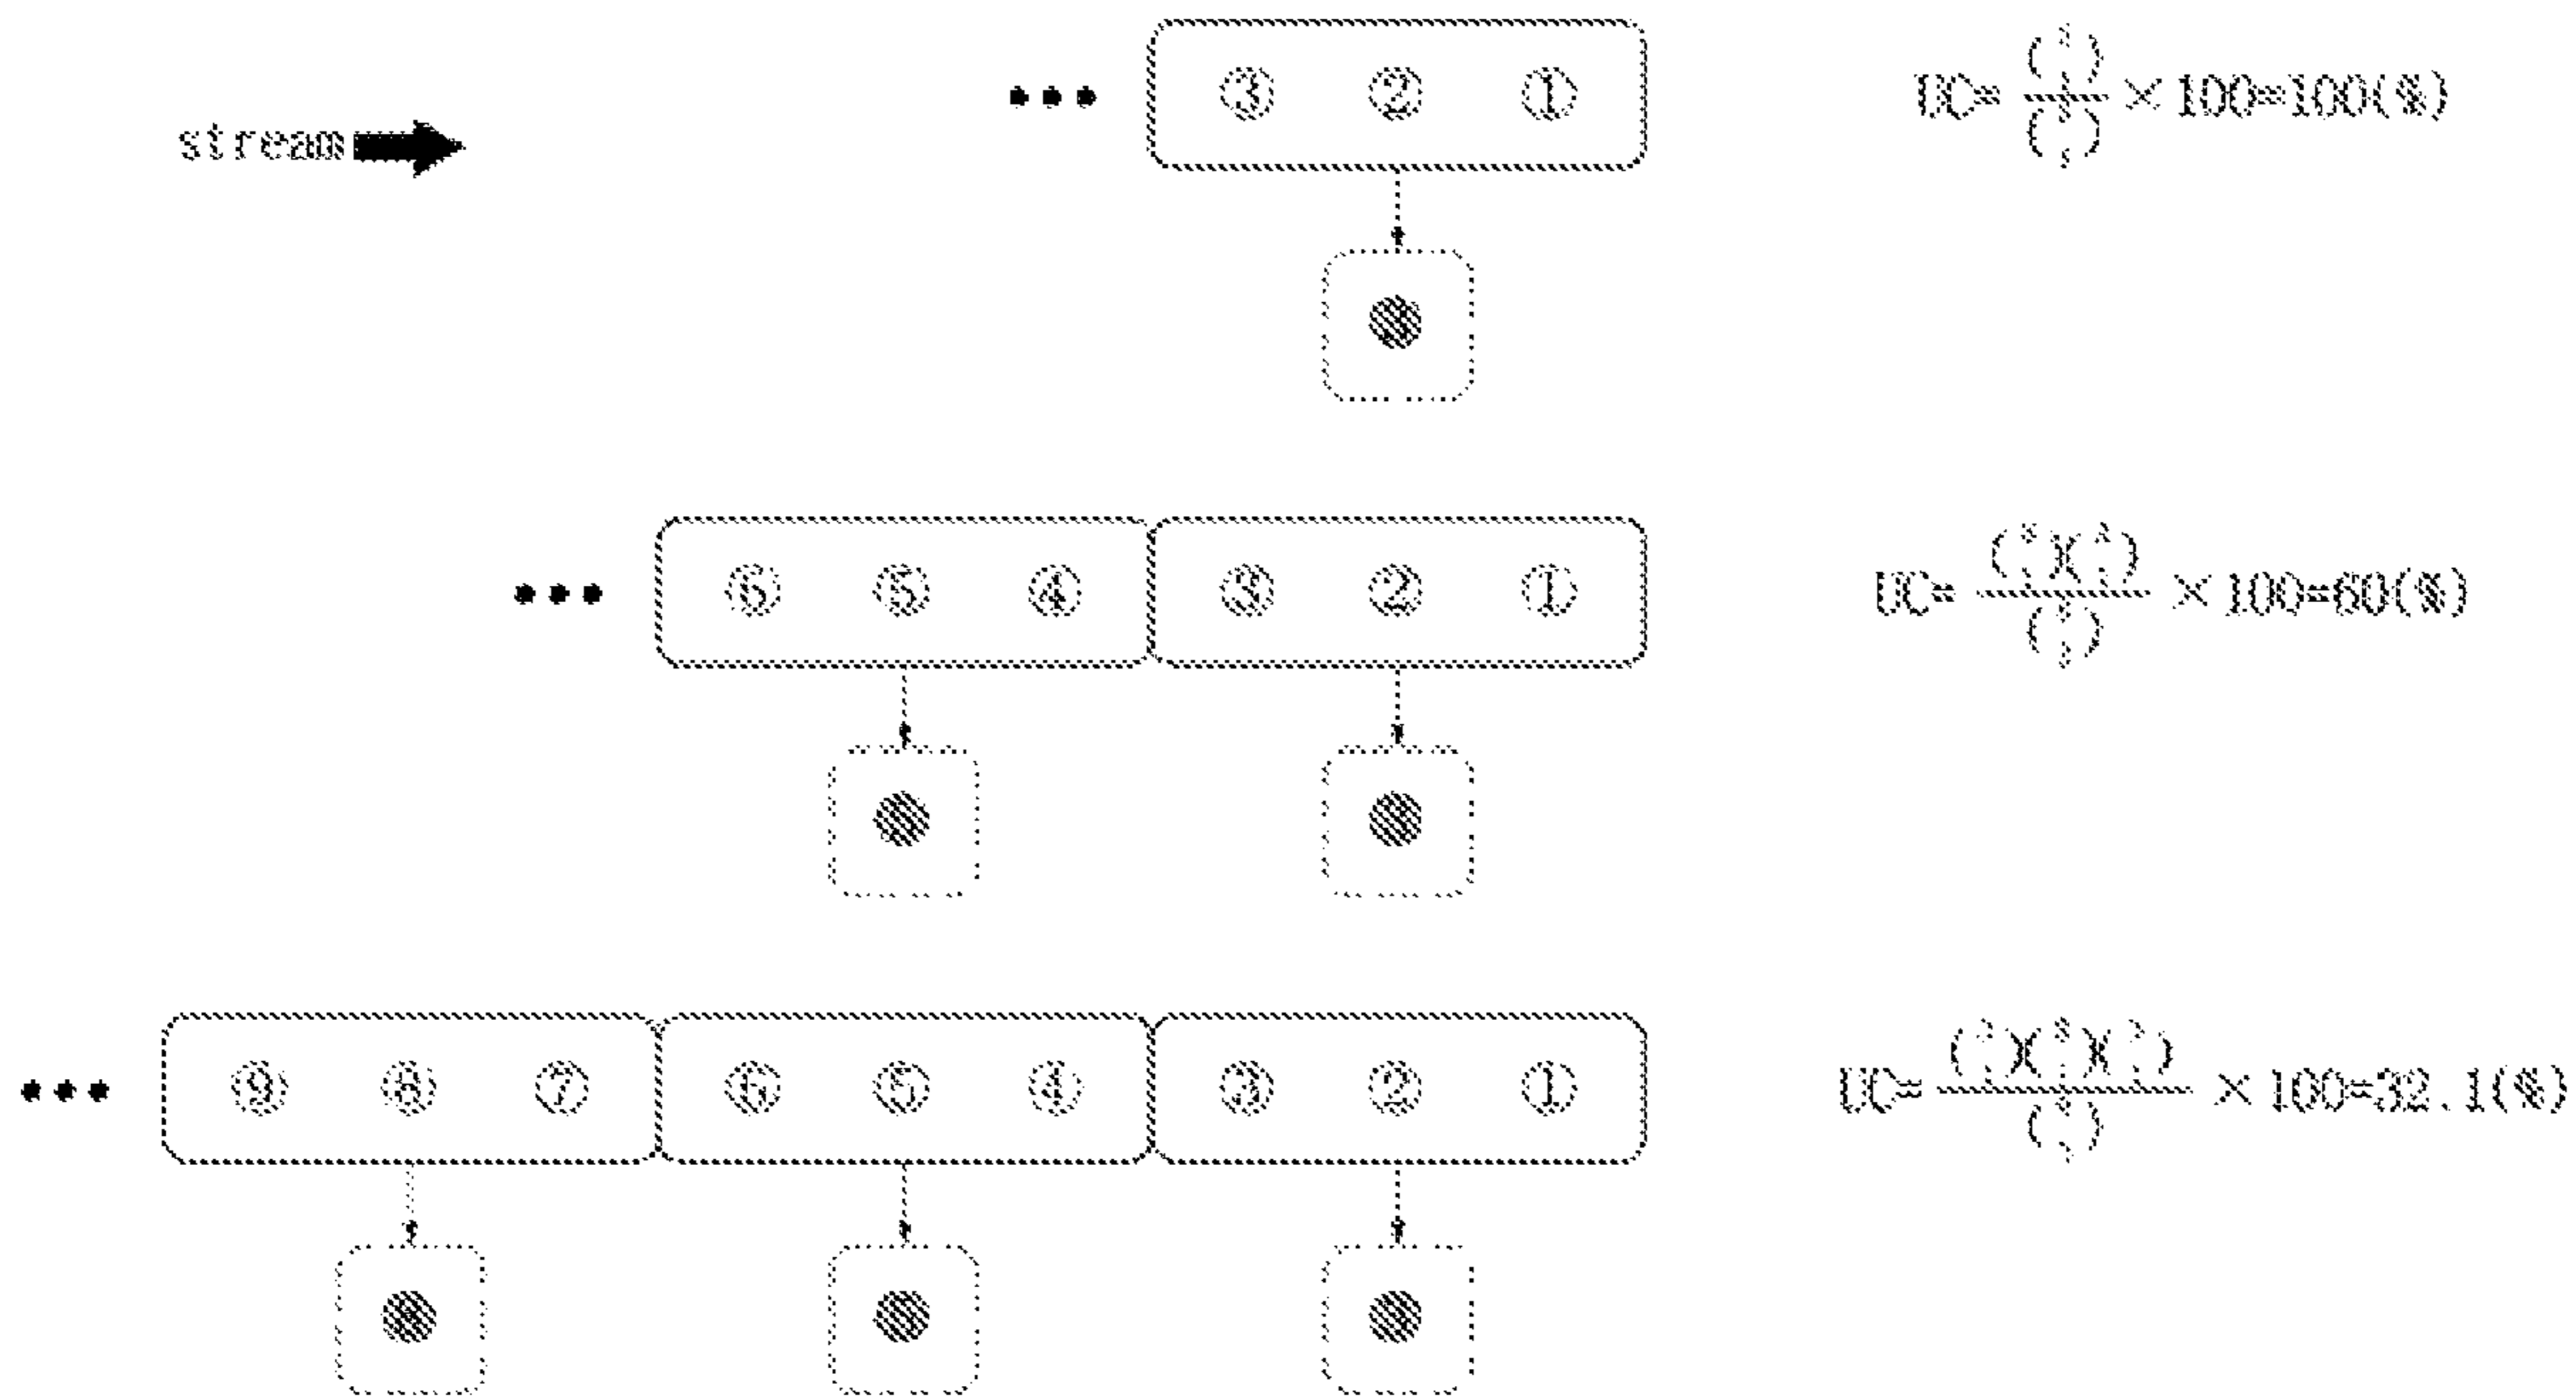 ••• ③ ② ①
UC= × 100=100(%)
stream
••• ⑥ ⑤ ④ ③ ② ①
UC= × 100=60(%)
••• ⑨ ⑧ ⑦ ⑥ ⑤ ④ ③ ② ①
UC= × 100=32.1(%)